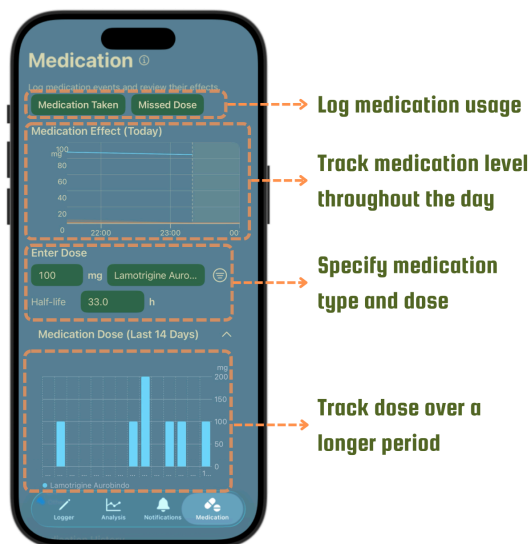 Medication ⓘ
Log medication events and review their effects
Medication Taken
Missed Dose
Log medication usage
Medication Effect (Today)
100
mg
80
60
40
20
0
22:00
23:00
00
Track medication level
throughout the day
Enter Dose
100 mg Lamotrigine Auro...
Half-life 33.0 h
Specify medication
type and dose
Medication Dose (Last 14 Days)
mg
200
150
100
50
0
... ... ... ... ... ... ... ... ... ... ... ... ... 1...
Lamotrigine Aurobindo
Track dose over a
longer period
Logger
Analysis
Notifications
Medication